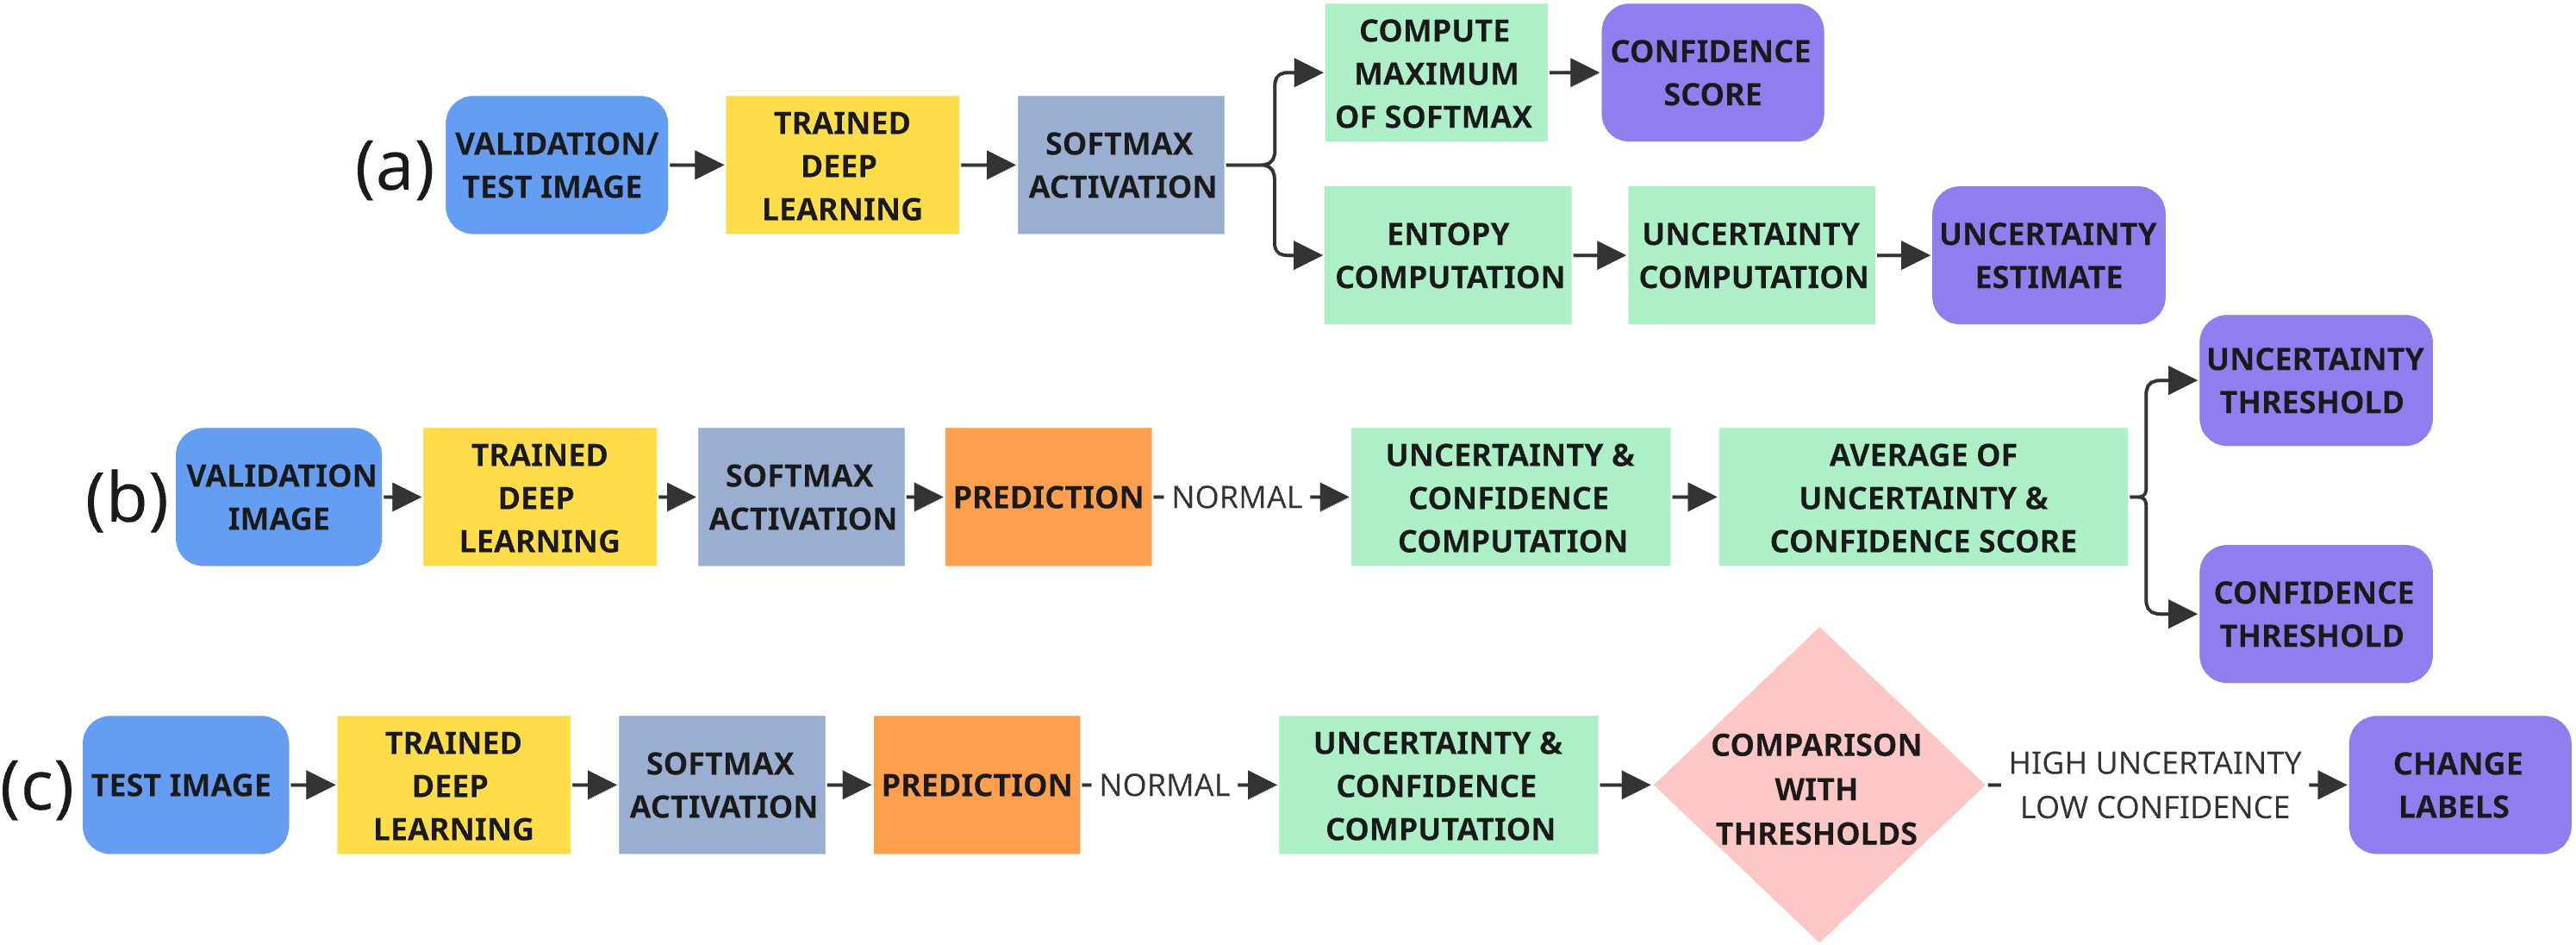 (a)
VALIDATION/
TEST IMAGE
TRAINED
DEEP
LEARNING
SOFTMAX
ACTIVATION
COMPUTE
MAXIMUM
OF SOFTMAX
CONFIDENCE
SCORE
ENTOPY
COMPUTATION
UNCERTAINTY
COMPUTATION
UNCERTAINTY
ESTIMATE
(b)
VALIDATION
IMAGE
TRAINED
DEEP
LEARNING
SOFTMAX
ACTIVATION
PREDICTION
NORMAL
UNCERTAINTY &
CONFIDENCE
COMPUTATION
AVERAGE OF
UNCERTAINTY &
CONFIDENCE SCORE
UNCERTAINTY
THRESHOLD
CONFIDENCE
THRESHOLD
(c)
TEST IMAGE
TRAINED
DEEP
LEARNING
SOFTMAX
ACTIVATION
PREDICTION
NORMAL
UNCERTAINTY &
CONFIDENCE
COMPUTATION
COMPARISON
WITH
THRESHOLDS
HIGH UNCERTAINTY
LOW CONFIDENCE
CHANGE
LABELS